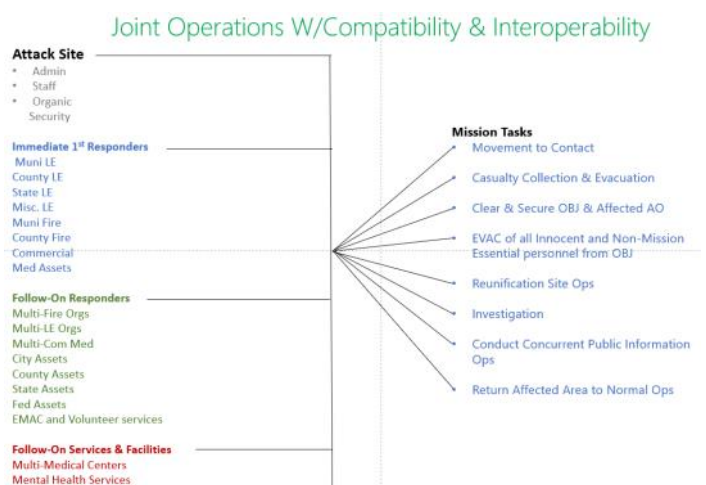 Joint Operations W/Compatibility & Interoperability
Attack Site
• Admin
• Staff
• Organic
Security
Immediate 1st Responders
Muni LE
County LE
State LE
Misc. LE
Muni Fire
County Fire
Commercial
Med Assets
Follow-On Responders
Multi-Fire Orgs
Multi-LE Orgs
Multi-Com Med
City Assets
County Assets
State Assets
Fed Assets
EMAC and Volunteer services
Follow-On Services & Facilities
Multi-Medical Centers
Mental Health Services
Mission Tasks
• Movement to Contact
• Casualty Collection & Evacuation
• Clear & Secure OBJ & Affected AO
• EVAC of all Innocent and Non-Mission
Essential personnel from OBJ
• Reunification Site Ops
• Investigation
• Conduct Concurrent Public Information
Ops
• Return Affected Area to Normal Ops